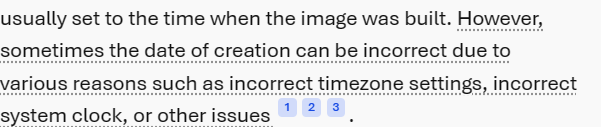 usually set to the time when the image was built. However,
sometimes the date of creation can be incorrect due to
various reasons such as incorrect timezone settings, incorrect
system clock, or other issues 1 2 3 .